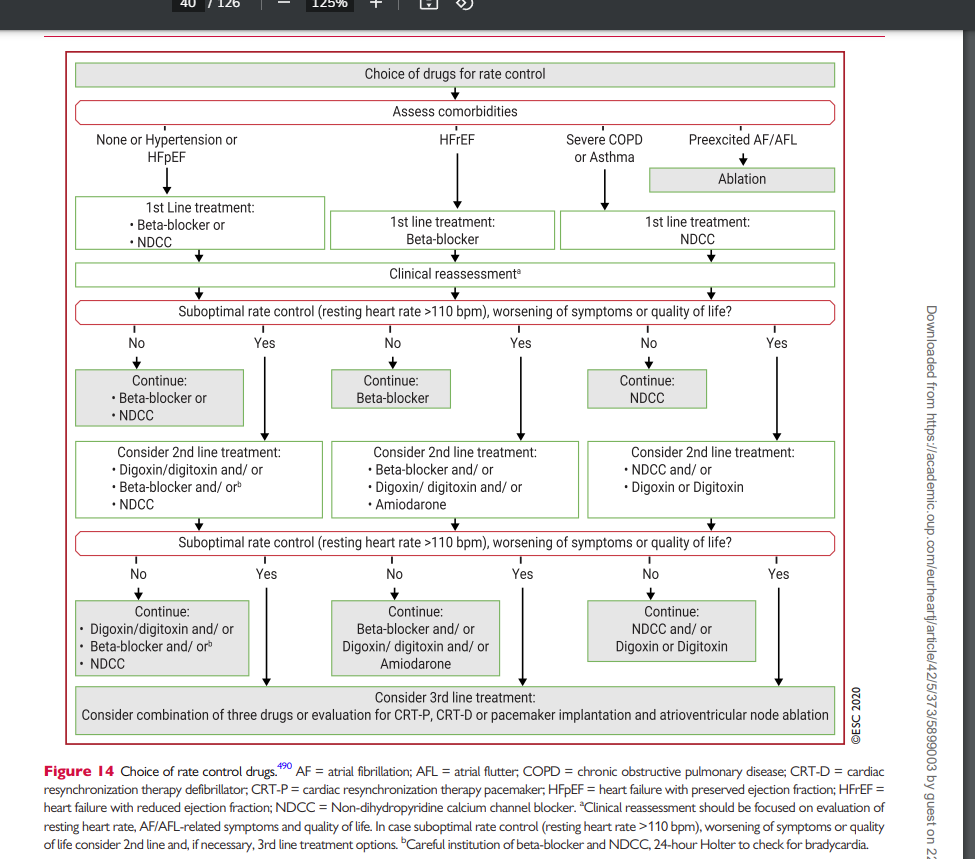 40 / 126
125%
Choice of drugs for rate control
Assess comorbidities
None or Hypertension or
HFpEF
HFrEF
Severe COPD
or Asthma
Preexcited AF/AFL
Ablation
1st Line treatment:
• Beta-blocker or
• NDCC
1st line treatment:
Beta-blocker
1st line treatment:
NDCC
Clinical reassessmentᵃ
Suboptimal rate control (resting heart rate >110 bpm), worsening of symptoms or quality of life?
No
Yes
No
Yes
No
Yes
Continue:
• Beta-blocker or
• NDCC
Continue:
Beta-blocker
Continue:
NDCC
Consider 2nd line treatment:
• Digoxin/digitoxin and/ or
• Beta-blocker and/ orᵇ
• NDCC
Consider 2nd line treatment:
• Beta-blocker and/ or
• Digoxin/ digitoxin and/ or
• Amiodarone
Consider 2nd line treatment:
• NDCC and/ or
• Digoxin or Digitoxin
Suboptimal rate control (resting heart rate >110 bpm), worsening of symptoms or quality of life?
No
Yes
No
Yes
No
Yes
Continue:
• Digoxin/digitoxin and/ or
• Beta-blocker and/ orᵇ
• NDCC
Continue:
Beta-blocker and/ or
Digoxin/ digitoxin and/ or
Amiodarone
Continue:
NDCC and/ or
Digoxin or Digitoxin
Consider 3rd line treatment:
Consider combination of three drugs or evaluation for CRT-P, CRT-D or pacemaker implantation and atrioventricular node ablation
©ESC 2020
Figure 14 Choice of rate control drugs.⁴⁹⁰ AF = atrial fibrillation; AFL = atrial flutter; COPD = chronic obstructive pulmonary disease; CRT-D = cardiac
resynchronization therapy defibrillator; CRT-P = cardiac resynchronization therapy pacemaker; HFpEF = heart failure with preserved ejection fraction; HFrEF =
heart failure with reduced ejection fraction; NDCC = Non-dihydropyridine calcium channel blocker. ᵃClinical reassessment should be focused on evaluation of
resting heart rate, AF/AFL-related symptoms and quality of life. In case suboptimal rate control (resting heart rate >110 bpm), worsening of symptoms or quality
of life consider 2nd line and, if necessary, 3rd line treatment options. ᵇCareful institution of beta-blocker and NDCC, 24-hour Holter to check for bradycardia.
Downloaded from https://academic.oup.com/eurheartj/article/42/5/373/5899003 by guest on